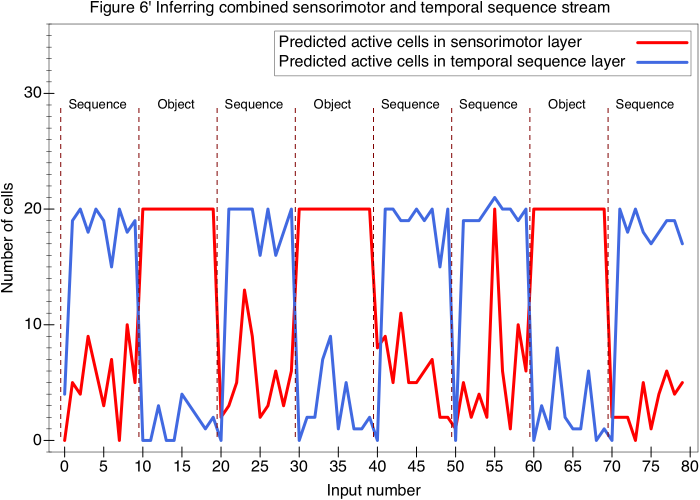 Figure 6' Inferring combined sensorimotor and temporal sequence stream
Predicted active cells in sensorimotor layer
Predicted active cells in temporal sequence layer
30
Sequence Object Sequence Object Sequence Sequence Object Sequence
20
10
0
Number of cells
0 5 10 15 20 25 30 35 40 45 50 55 60 65 70 75 80
Input number